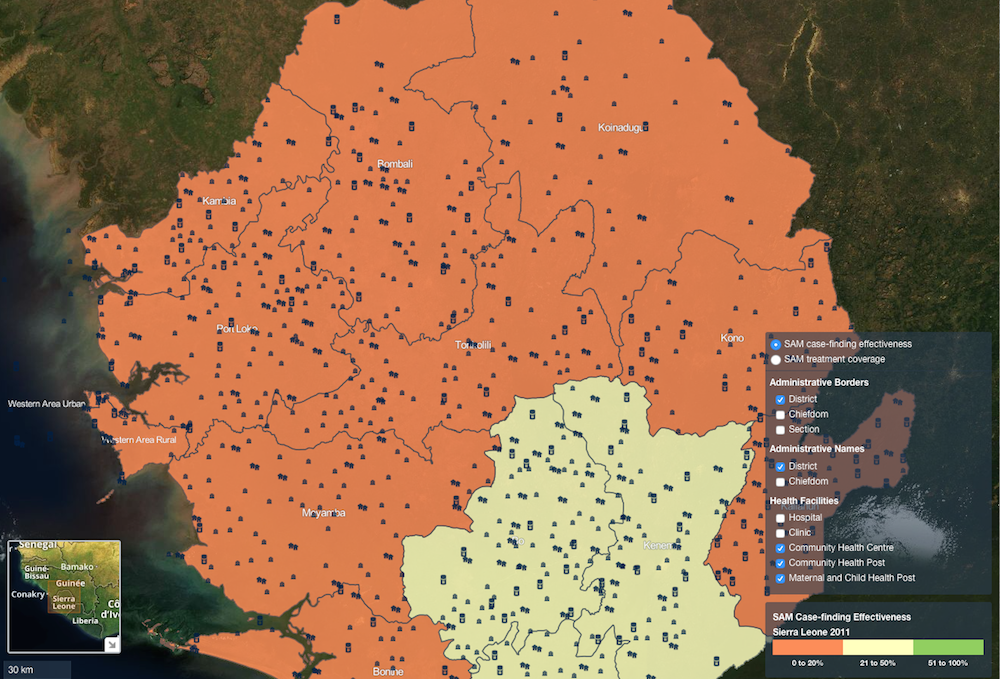 Koinadugu
Bombali
Kambia
Port Loko
Tonkolili
Kono
Western Area Urban
Western Area Rural
Moyamba
Kenema
Bonthe
SAM case-finding effectiveness
SAM treatment coverage
Administrative Borders
District
Chiefdom
Section
Administrative Names
District
Chiefdom
Health Facilities
Hospital
Clinic
Community Health Centre
Community Health Post
Maternal and Child Health Post
SAM Case-finding Effectiveness
Sierra Leone 2011
0 to 20%
21 to 50%
51 to 100%
Senegal
Guiné-
Bissau
Bamako
Guinée
Conakry
Sierra
Leone
Liberia
Cô
d'Iv
30 km